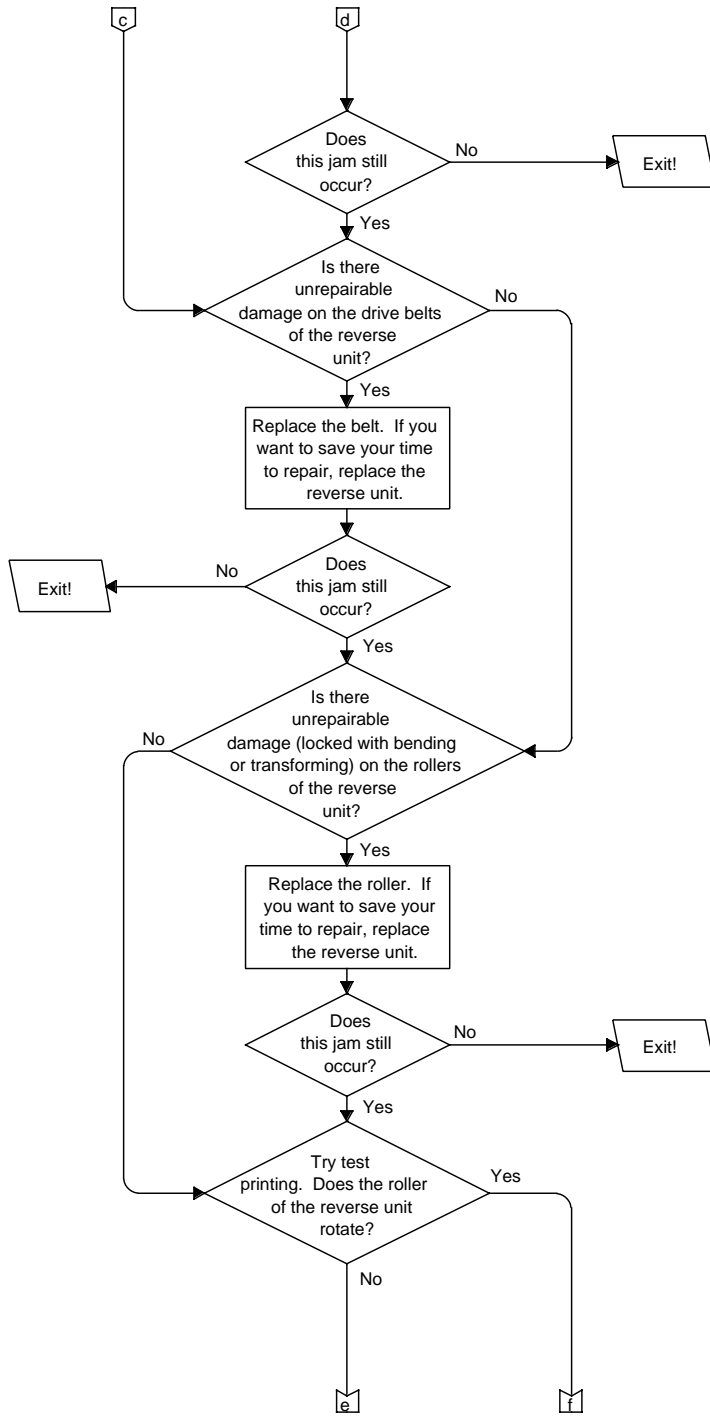 c
d
Does
this jam still
occur?
No
Exit!
Yes
Is there
unrepairable
damage on the drive belts
of the reverse
unit?
No
Yes
Replace the belt.  If you
want to save your time
to repair, replace the
reverse unit.
Does
this jam still
occur?
No
Exit!
Yes
Is there
unrepairable
damage (locked with bending
or transforming) on the rollers
of the reverse
unit?
No
Yes
Replace the roller.  If
you want to save your
time to repair, replace
the reverse unit.
Does
this jam still
occur?
No
Exit!
Yes
Try test
printing.  Does the roller
of the reverse unit
rotate?
Yes
No
e
f